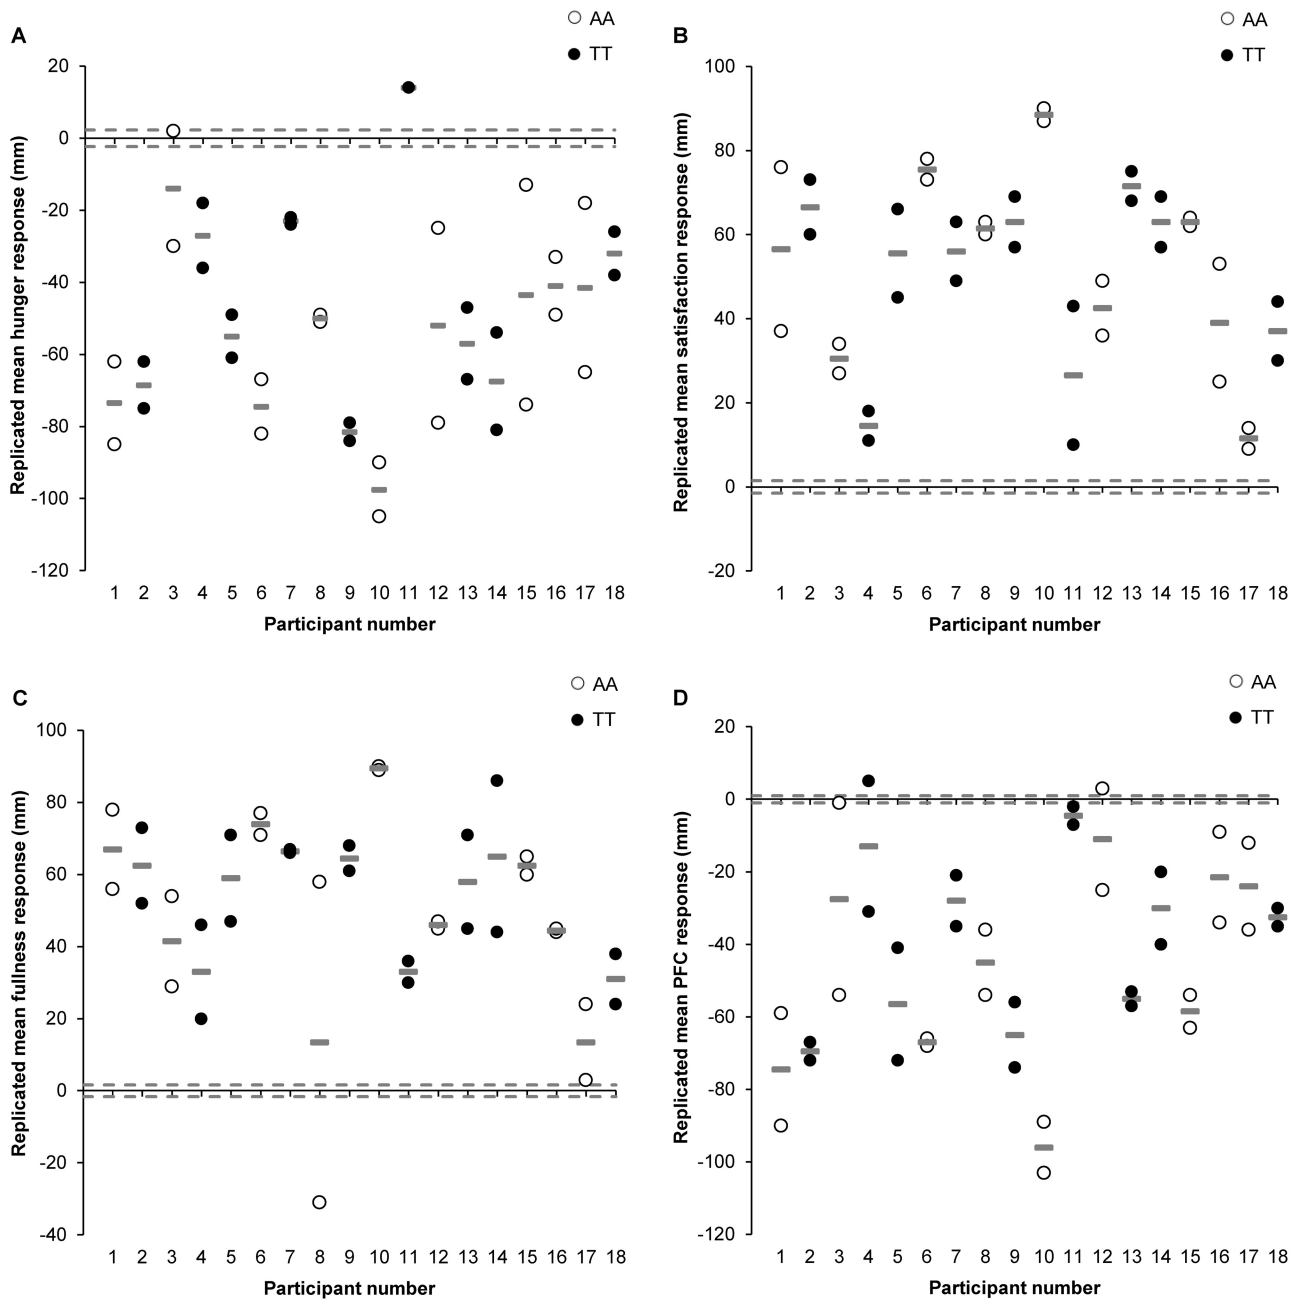 A
AA
TT
Replicated mean hunger response (mm)
20
0
-20
-40
-60
-80
-100
-120
1 2 3 4 5 6 7 8 9 10 11 12 13 14 15 16 17 18
Participant number
B
AA
TT
Replicated mean satisfaction response (mm)
100
80
60
40
20
0
-20
1 2 3 4 5 6 7 8 9 10 11 12 13 14 15 16 17 18
Participant number
C
AA
TT
Replicated mean fullness response (mm)
100
80
60
40
20
0
-20
-40
1 2 3 4 5 6 7 8 9 10 11 12 13 14 15 16 17 18
Participant number
D
AA
TT
Replicated mean PFC response (mm)
20
0
-20
-40
-60
-80
-100
-120
1 2 3 4 5 6 7 8 9 10 11 12 13 14 15 16 17 18
Participant number